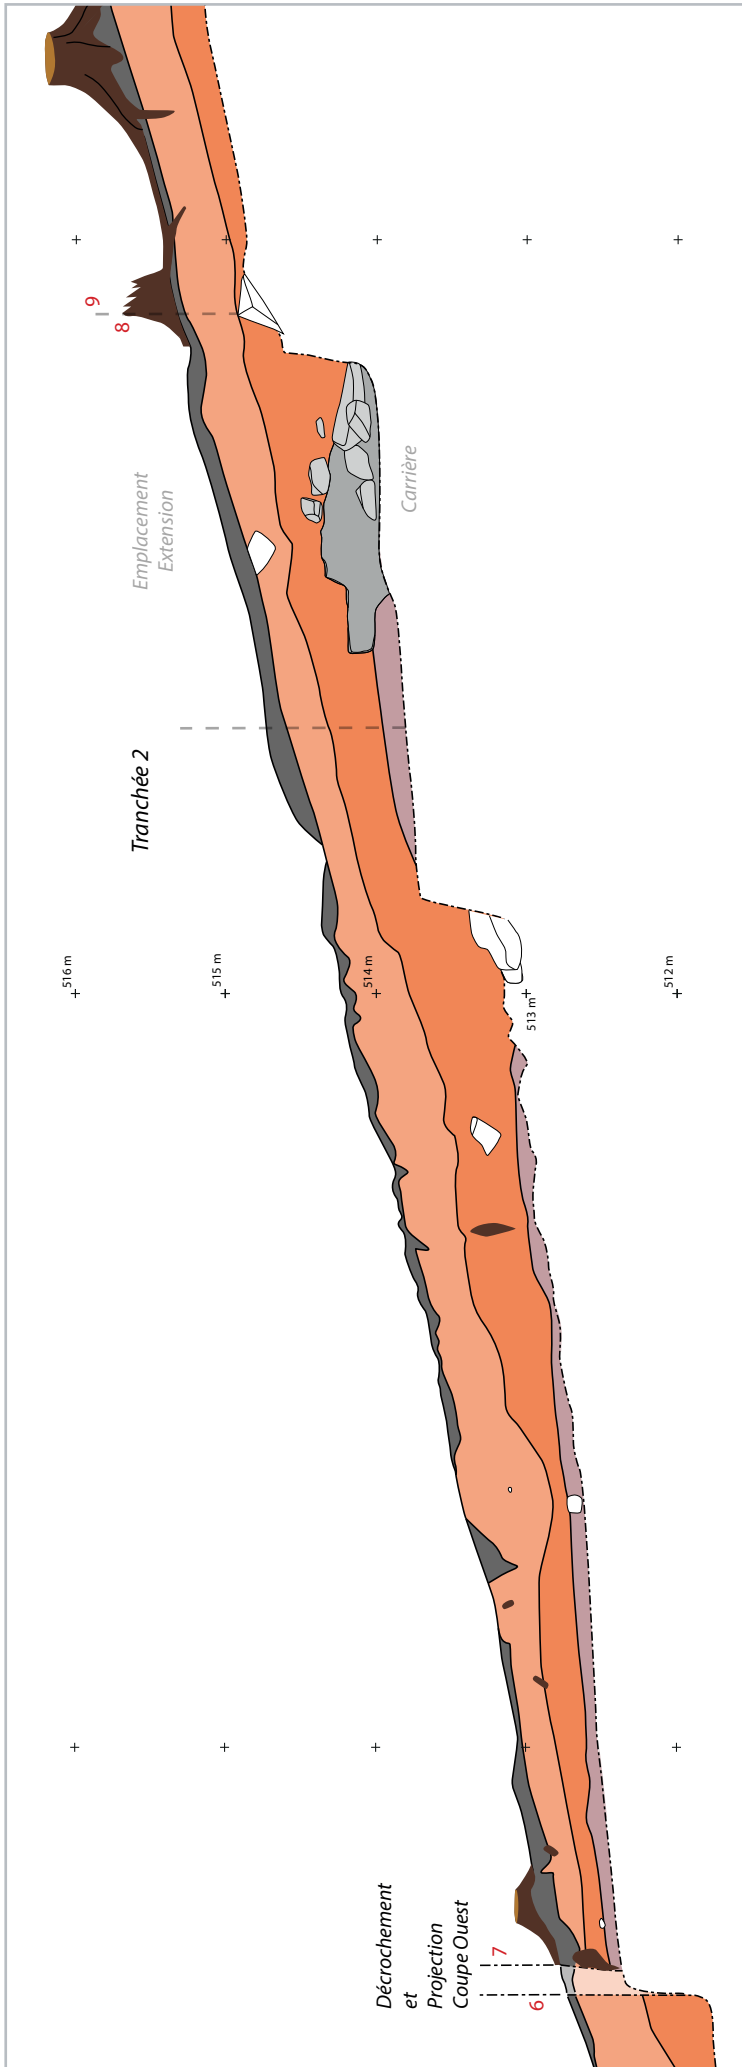 9
8
Emplacement
Extension
Carrière
Tranchée 2
516 m
515 m
514 m
513 m
512 m
Décrochement
et
Projection
Coupe Ouest
7
6